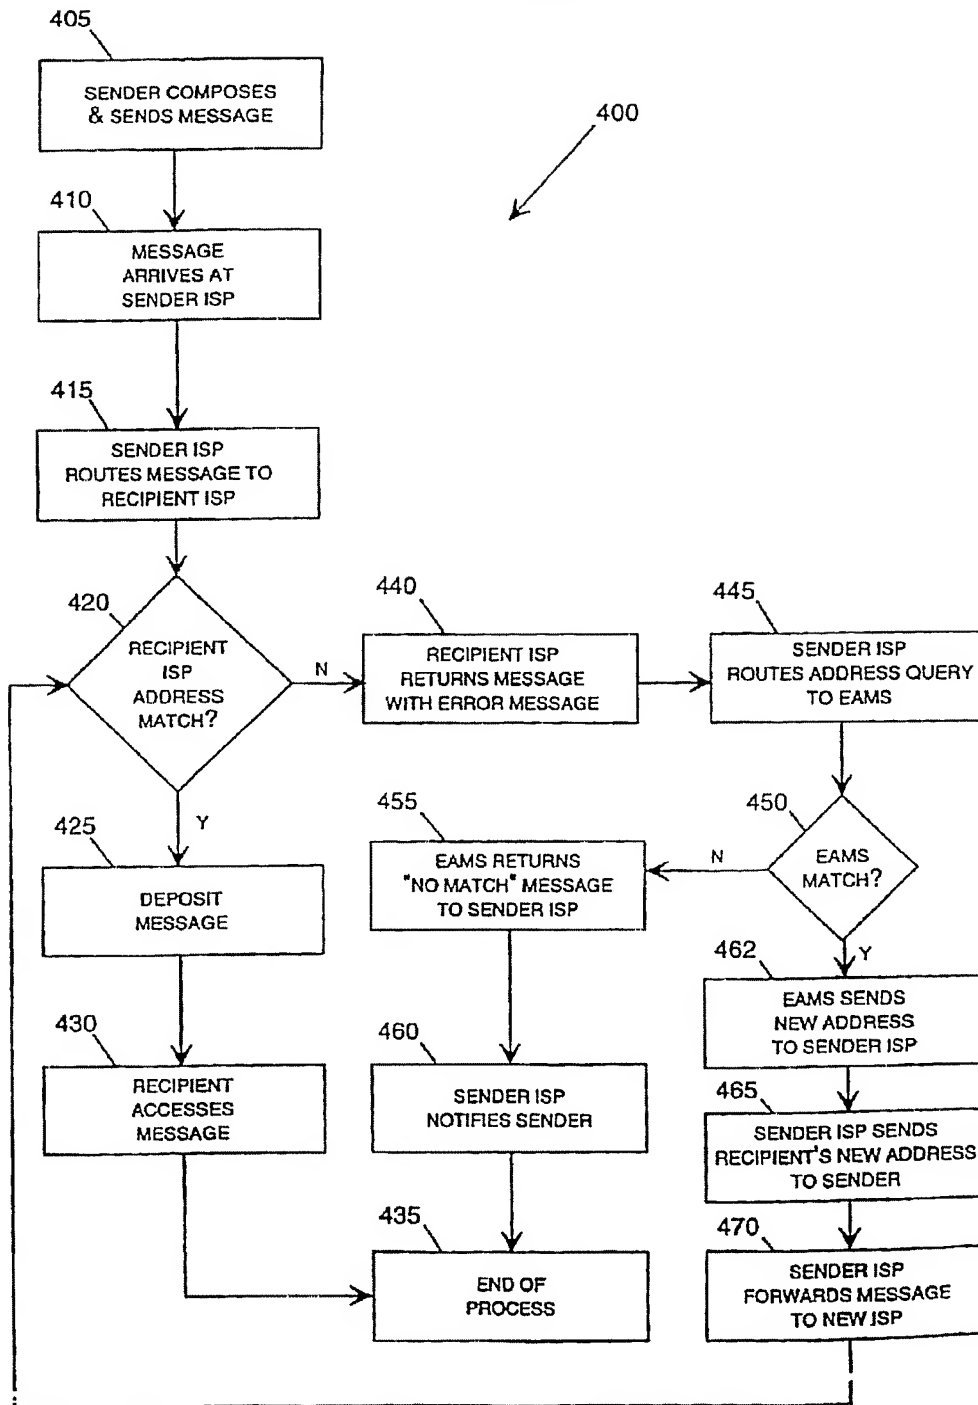 405
SENDER COMPOSES
& SENDS MESSAGE
400
410
MESSAGE
ARRIVES AT
SENDER ISP
415
SENDER ISP
ROUTES MESSAGE TO
RECIPIENT ISP
420
RECIPIENT
ISP
ADDRESS
MATCH?
N
Y
440
RECIPIENT ISP
RETURNS MESSAGE
WITH ERROR MESSAGE
445
SENDER ISP
ROUTES ADDRESS QUERY
TO EAMS
450
EAMS
MATCH?
N
Y
455
EAMS RETURNS
"NO MATCH" MESSAGE
TO SENDER ISP
425
DEPOSIT
MESSAGE
462
EAMS SENDS
NEW ADDRESS
TO SENDER ISP
430
RECIPIENT
ACCESSES
MESSAGE
460
SENDER ISP
NOTIFIES SENDER
465
SENDER ISP SENDS
RECIPIENT'S NEW ADDRESS
TO SENDER
435
END OF
PROCESS
470
SENDER ISP
FORWARDS MESSAGE
TO NEW ISP